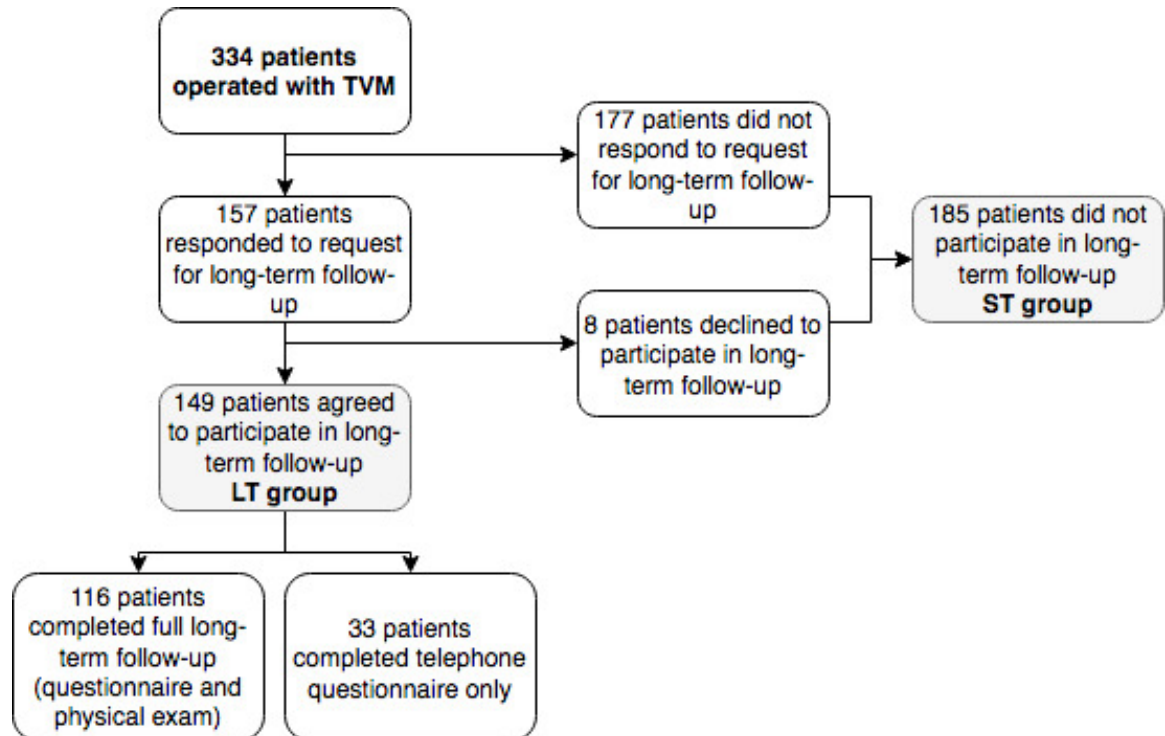 334 patients
operated with TVM
177 patients did not
respond to request
for long-term follow-
up
157 patients
responded to request
for long-term follow-
up
185 patients did not
participate in long-
term follow-up
ST group
8 patients declined to
participate in long-
term follow-up
149 patients agreed
to participate in long-
term follow-up
LT group
116 patients
completed full long-
term follow-up
(questionnaire and
physical exam)
33 patients
completed telephone
questionnaire only